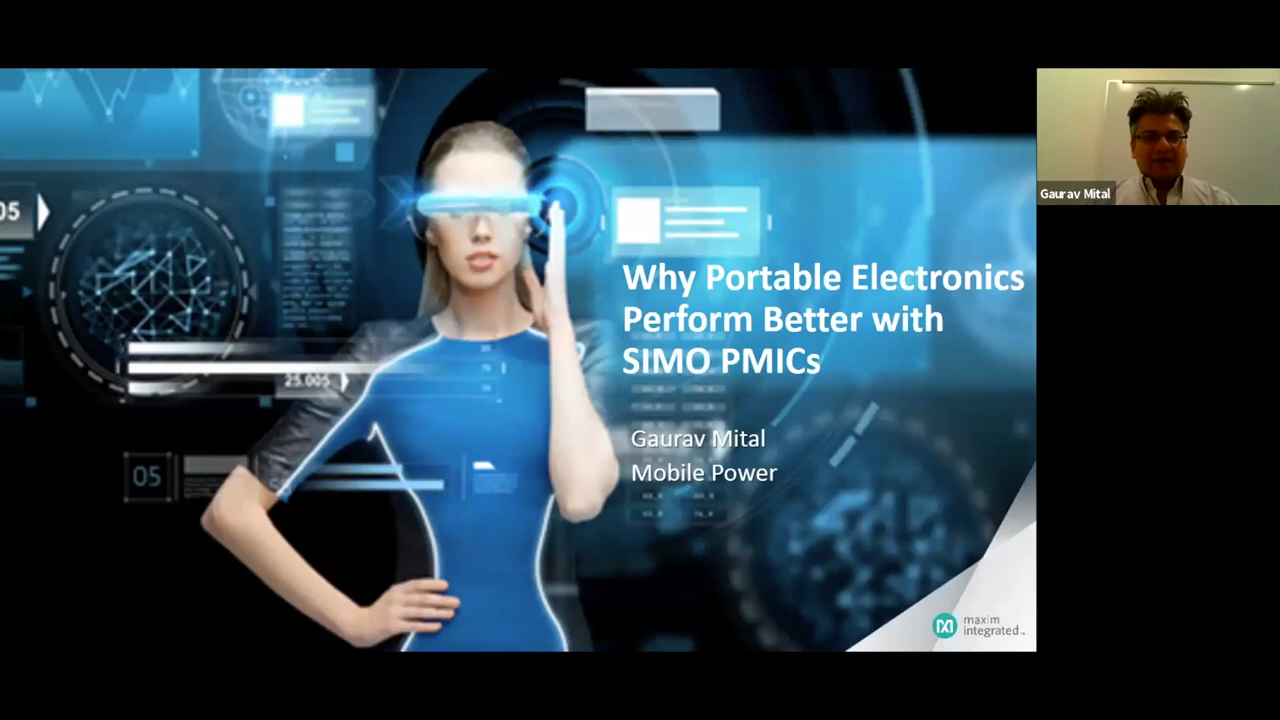 Gaurav Mital
05
Why Portable Electronics
Perform Better with
SIMO PMICs
25.005
Gaurav Mital
Mobile Power
05
maxim
integrated™